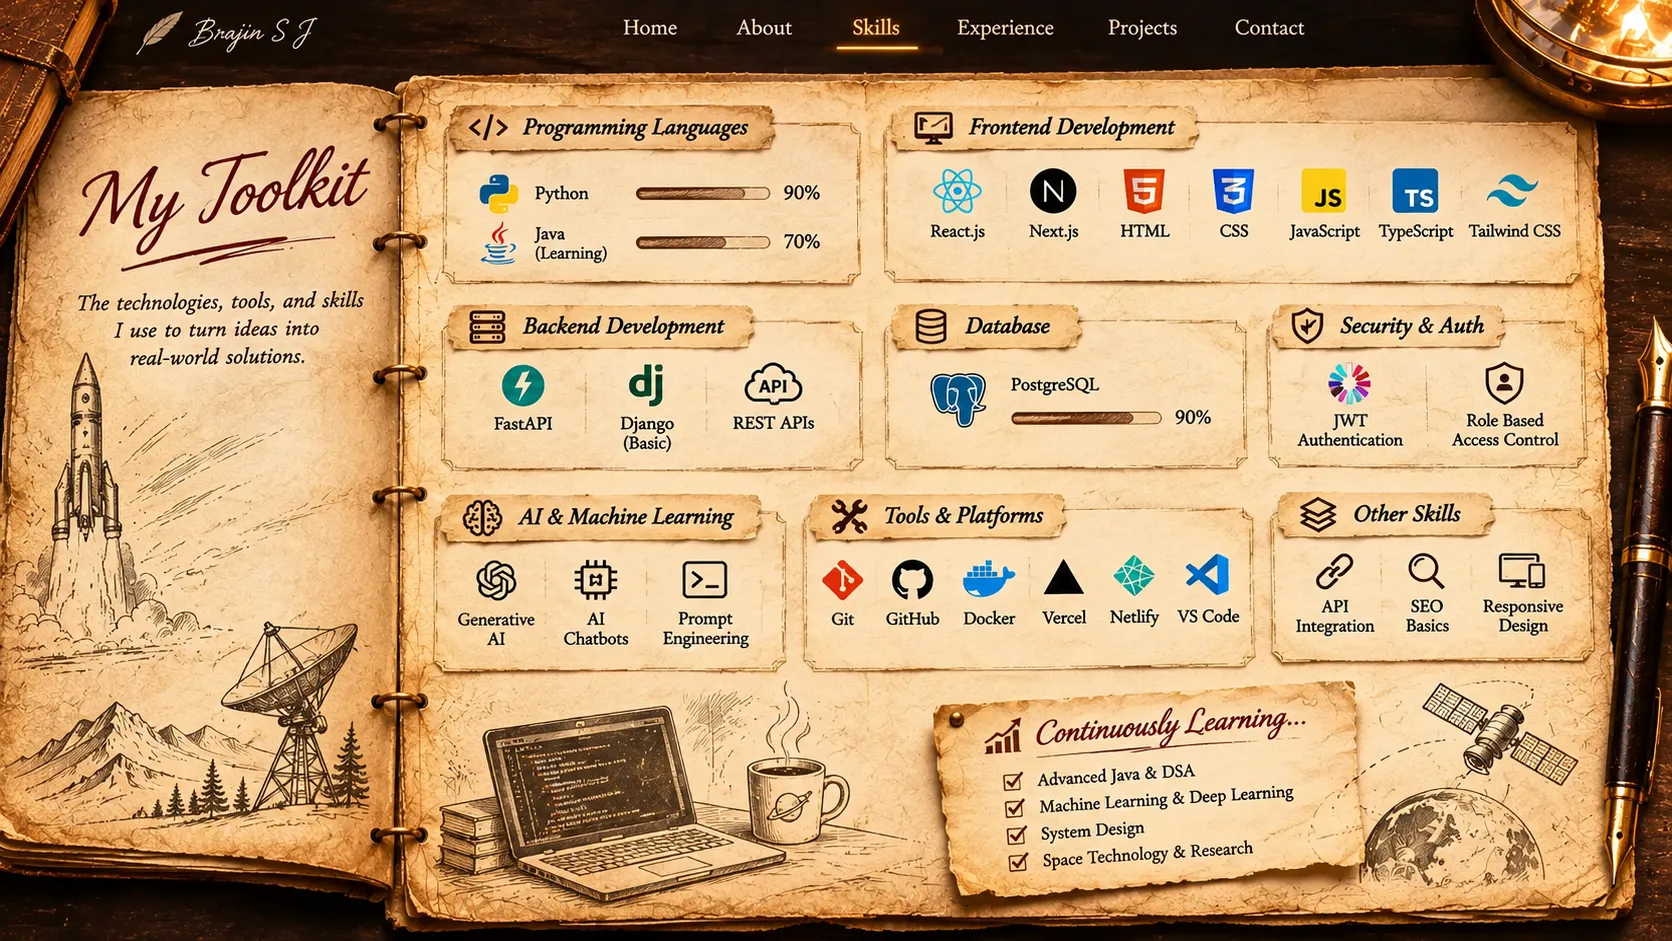 Brajin S J
Home
About
Skills
Experience
Projects
Contact
My Toolkit
The technologies, tools, and skills
I use to turn ideas into
real-world solutions.
</> Programming Languages
Python
90%
Java
(Learning)
70%
Frontend Development
React.js
N
Next.js
5
HTML
3
CSS
JS
JavaScript
TS
TypeScript
Tailwind CSS
Backend Development
FastAPI
dj
Django
(Basic)
API
REST APIs
Database
PostgreSQL
90%
Security & Auth
JWT
Authentication
Role Based
Access Control
AI & Machine Learning
Generative
AI
AI
Chatbots
Prompt
Engineering
Tools & Platforms
Git
GitHub
Docker
Vercel
Netlify
VS Code
Other Skills
API
Integration
SEO
Basics
Responsive
Design
Continuously Learning...
Advanced Java & DSA
Machine Learning & Deep Learning
System Design
Space Technology & Research